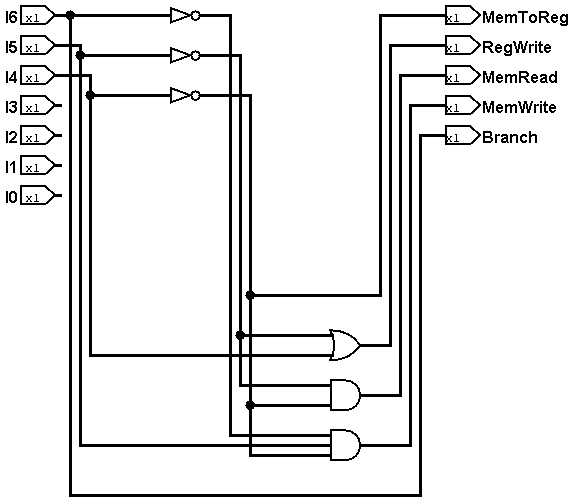 I6 x1 x1 MemToReg
I5 x1 x1 RegWrite
I4 x1 x1 MemRead
I3 x1 x1 MemWrite
I2 x1 x1 Branch
I1 x1
I0 x1